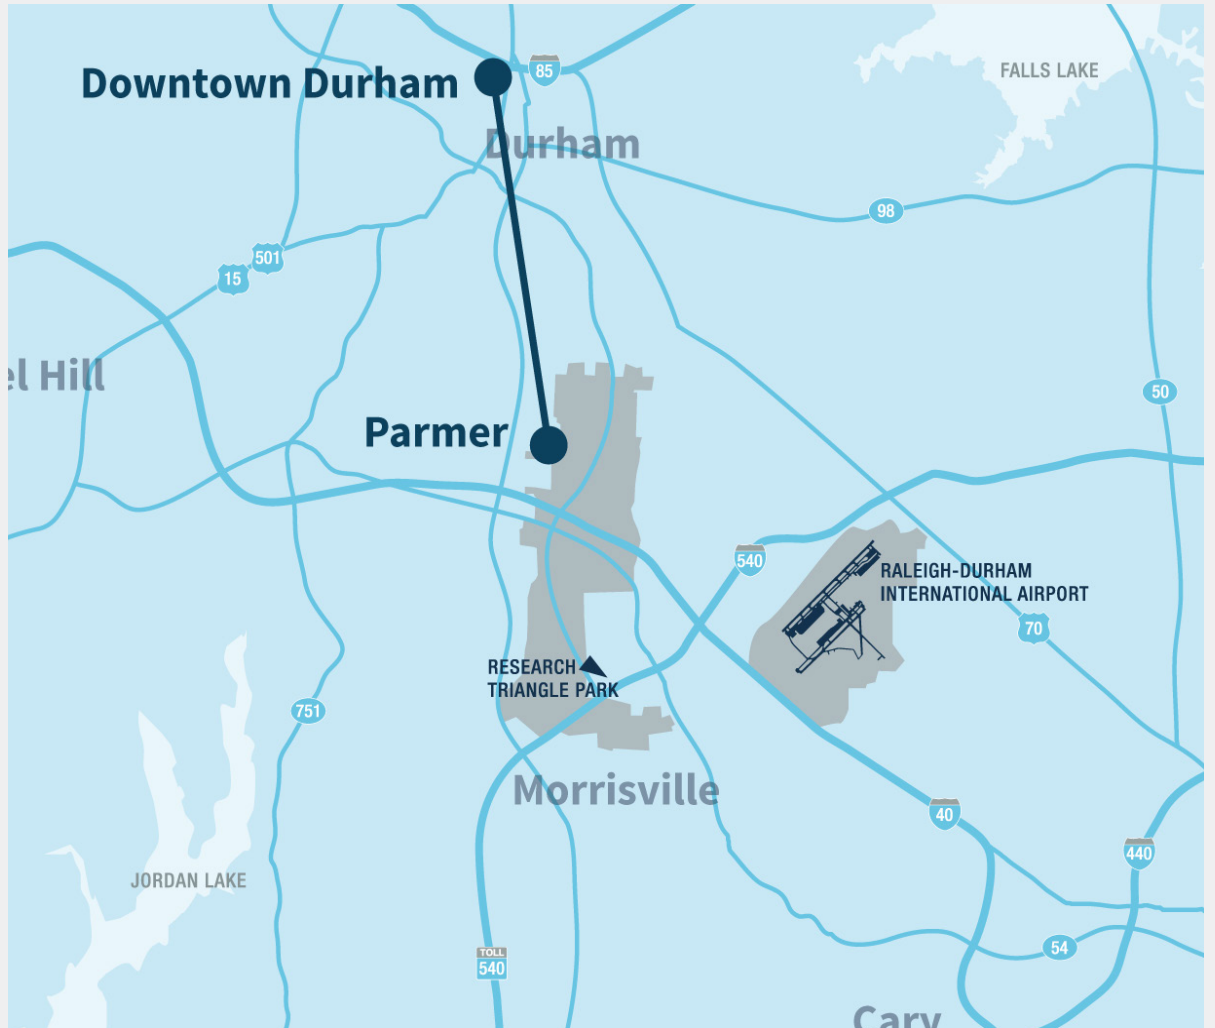 FALLS LAKE
85
Downtown Durham
Durham
98
501
15
el Hill
50
Parmer
540
RALEIGH-DURHAM
INTERNATIONAL AIRPORT
70
RESEARCH
TRIANGLE PARK
751
Morrisville
40
440
JORDAN LAKE
54
TOLL
540
Cary